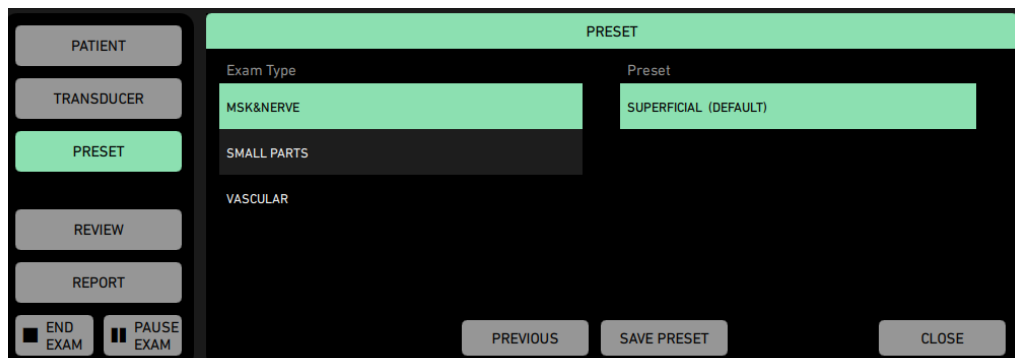 PATIENT
TRANSDUCER
PRESET
REVIEW
REPORT
END
EXAM
PAUSE
EXAM
PRESET
Exam Type
MSK&NERVE
SMALL PARTS
VASCULAR
Preset
SUPERFICIAL (DEFAULT)
PREVIOUS
SAVE PRESET
CLOSE